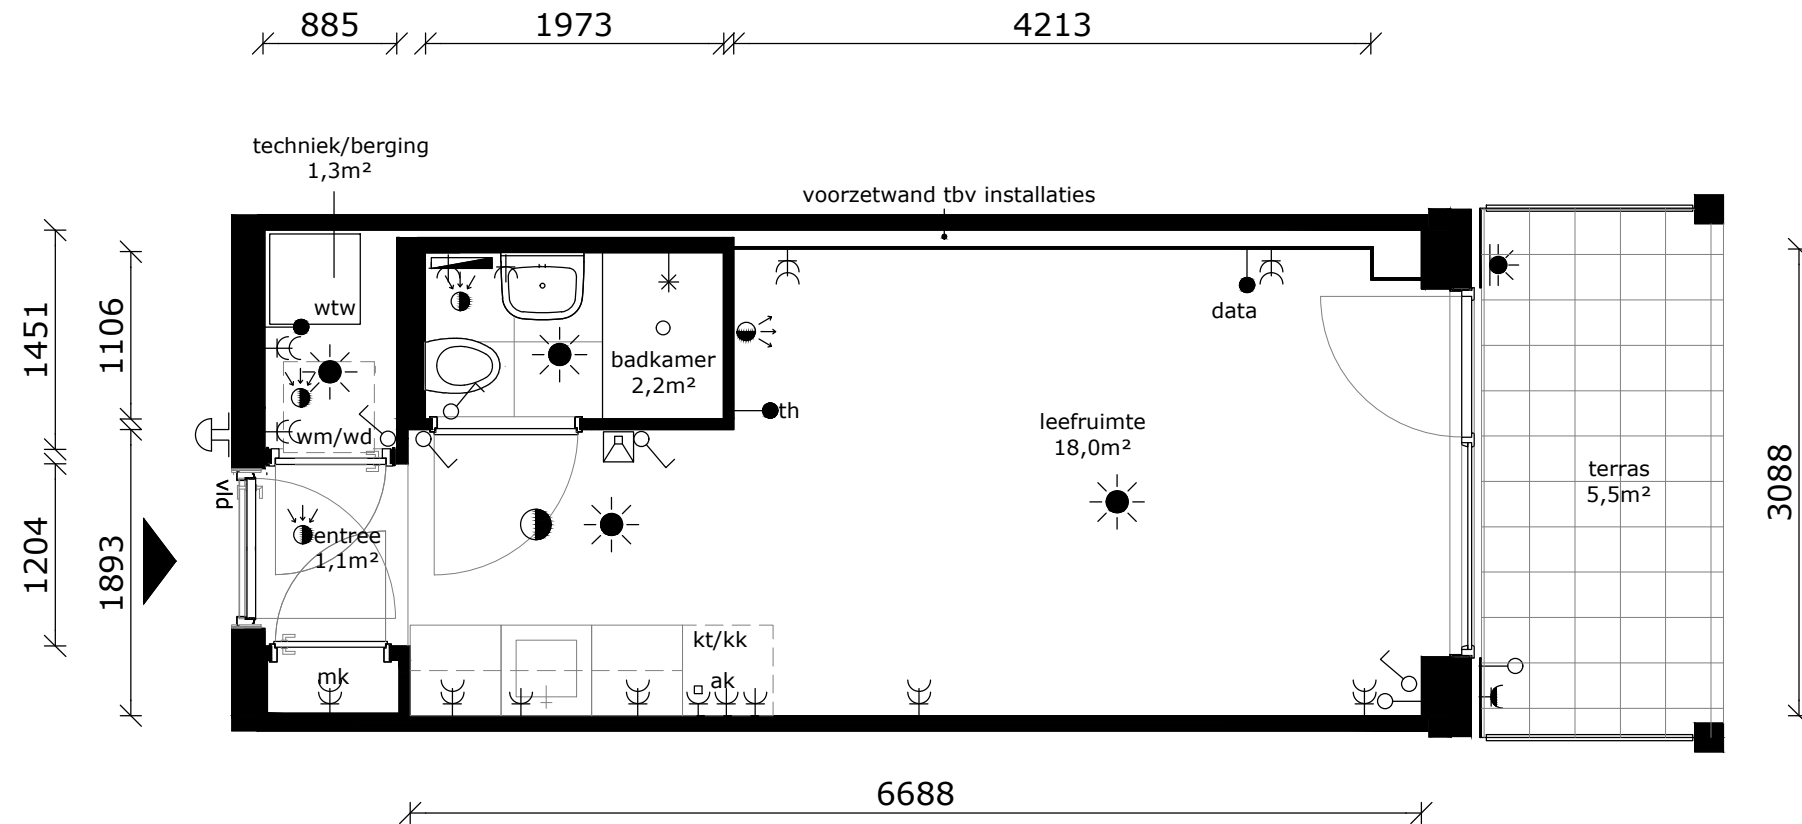 885
1973
4213
techniek/berging
1,3m²
voorzetwand tbv installaties
1451
1106
1204
1893
wtw
wm/wd
vld
entree
1,1m²
mk
badkamer
2,2m²
th
data
leefruimte
18,0m²
kt/kk
ak
terras
5,5m²
3088
6688